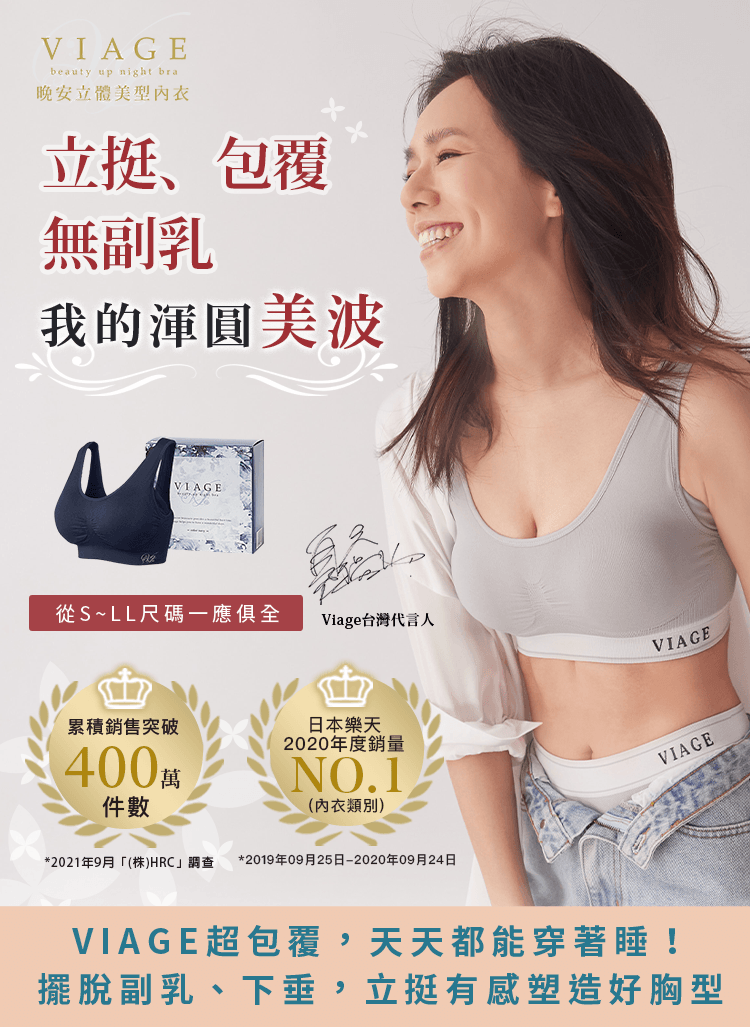 VIAGE
beauty up night bra
晚安立體美型內衣
立挺、包覆
無副乳
我的渾圓美波
VIAGE
beauty up night bra
從S~LL尺碼一應俱全
Viage台灣代言人
VIAGE
VIAGE
累積銷售突破
400萬
件數
*2021年9月「(株)HRC」調查
日本樂天
2020年度銷量
NO.1
(內衣類別)
*2019年09月25日-2020年09月24日
VIAGE超包覆，天天都能穿著睡！
擺脫副乳、下垂，立挺有感塑造好胸型